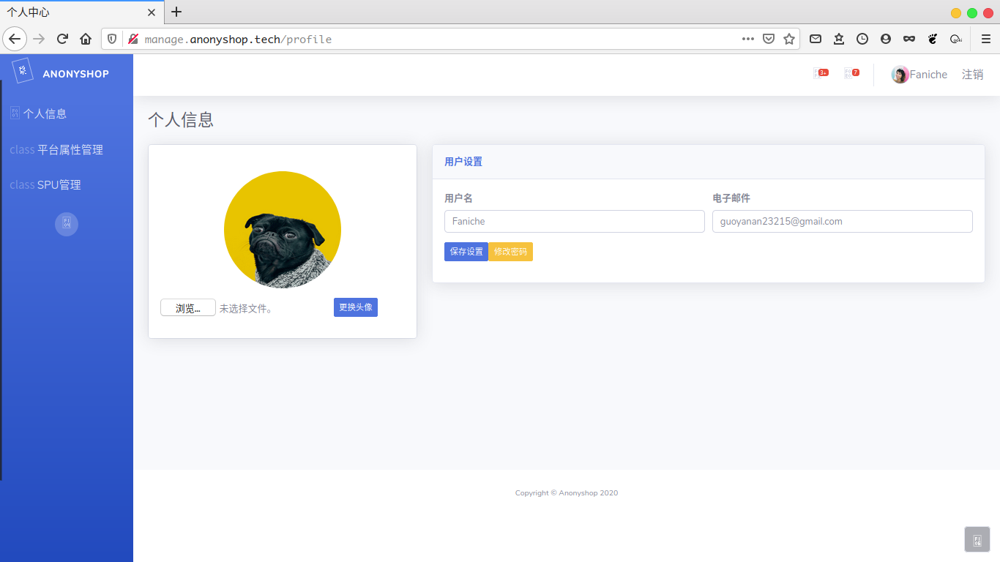 个人中心
manage.anonyshop.tech/profile
ANONYSHOP
3+
7
Faniche
注销
个人信息
class 平台属性管理
class SPU管理
个人信息
浏览...
未选择文件。
更换头像
用户设置
用户名
电子邮件
Faniche
guoyanan23215@gmail.com
保存设置
修改密码
Copyright © Anonyshop 2020